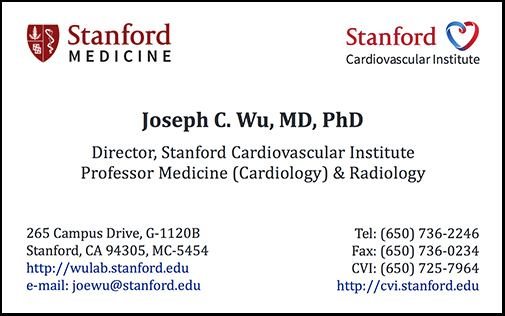 Stanford
MEDICINE
Stanford
Cardiovascular Institute
Joseph C. Wu, MD, PhD
Director, Stanford Cardiovascular Institute
Professor Medicine (Cardiology) & Radiology
265 Campus Drive, G-1120B
Stanford, CA 94305, MC-5454
http://wulab.stanford.edu
e-mail: joewu@stanford.edu
Tel: (650) 736-2246
Fax: (650) 736-0234
CVI: (650) 725-7964
http://cvi.stanford.edu